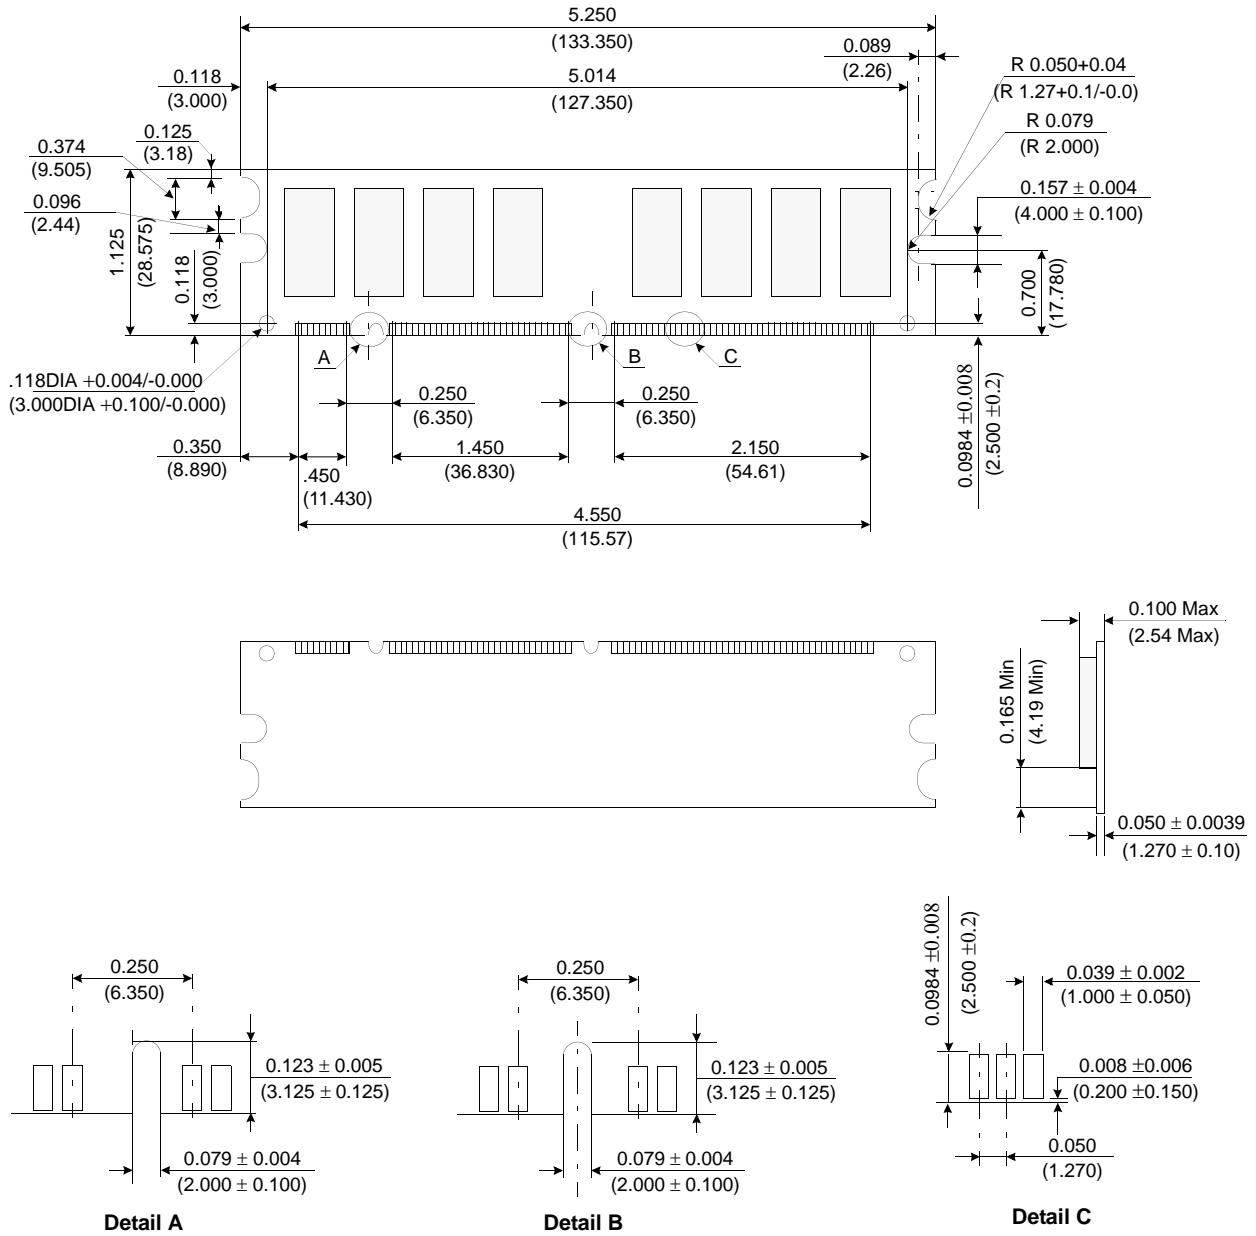 5.250
(133.350)
0.089
(2.26)
R 0.050+0.04
(R 1.27+0.1/-0.0)
0.118
(3.000)
5.014
(127.350)
R 0.079
(R 2.000)
0.125
(3.18)
0.374
(9.505)
0.157 ± 0.004
(4.000 ± 0.100)
0.096
(2.44)
1.125
(28.575)
0.118
(3.000)
0.700
(17.780)
A
B
C
.118DIA +0.004/-0.000
(3.000DIA +0.100/-0.000)
0.250
(6.350)
0.250
(6.350)
0.0984 ±0.008
(2.500 ±0.2)
0.350
(8.890)
.450
(11.430)
1.450
(36.830)
2.150
(54.61)
4.550
(115.57)
0.100 Max
(2.54 Max)
0.165 Min
(4.19 Min)
0.050 ± 0.0039
(1.270 ± 0.10)
0.250
(6.350)
0.123 ± 0.005
(3.125 ± 0.125)
0.079 ± 0.004
(2.000 ± 0.100)
Detail A
0.250
(6.350)
0.123 ± 0.005
(3.125 ± 0.125)
0.079 ± 0.004
(2.000 ± 0.100)
Detail B
0.0984 ±0.008
(2.500 ±0.2)
0.039 ± 0.002
(1.000 ± 0.050)
0.008 ±0.006
(0.200 ±0.150)
0.050
(1.270)
Detail C